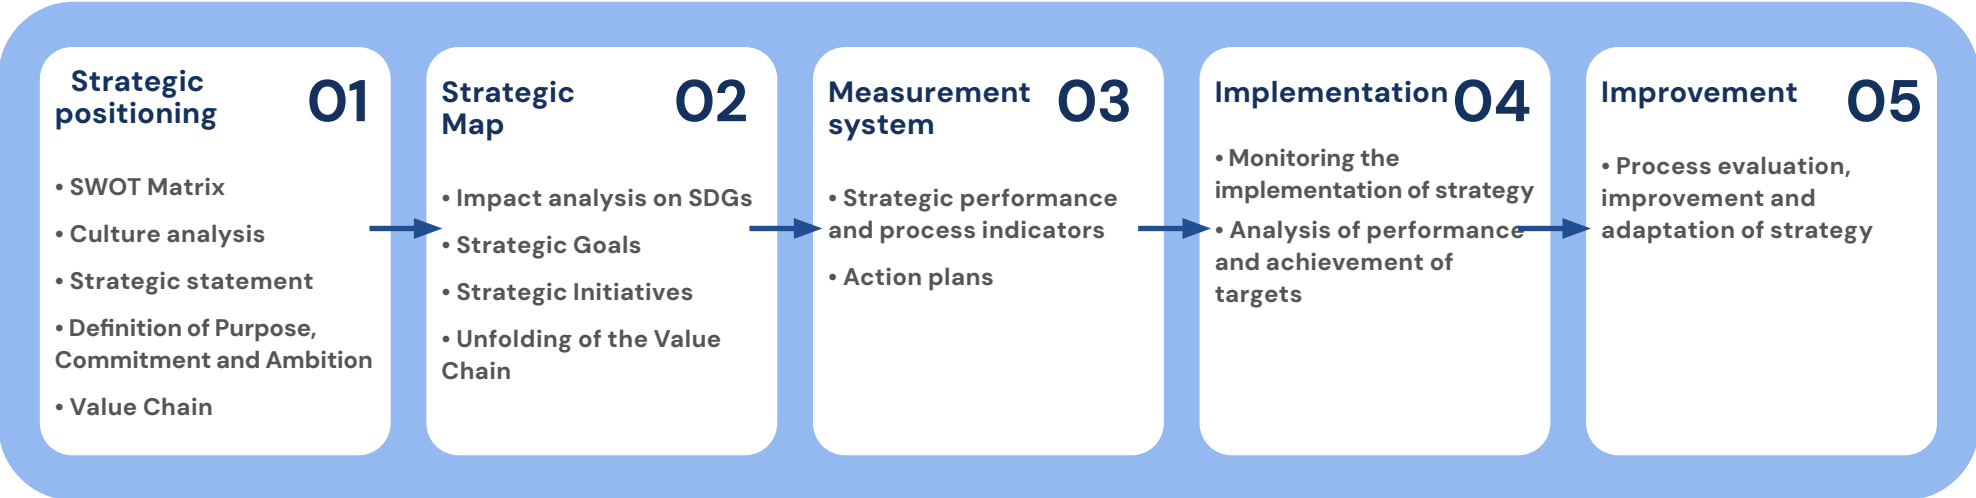 Strategic
positioning
01
• SWOT Matrix
• Culture analysis
• Strategic statement
• Definition of Purpose,
Commitment and Ambition
• Value Chain
Strategic
Map
02
• Impact analysis on SDGs
• Strategic Goals
• Strategic Initiatives
• Unfolding of the Value
Chain
Measurement
system
03
• Strategic performance
and process indicators
• Action plans
Implementation
04
• Monitoring the
implementation of strategy
• Analysis of performance
and achievement of
targets
Improvement
05
• Process evaluation,
improvement and
adaptation of strategy